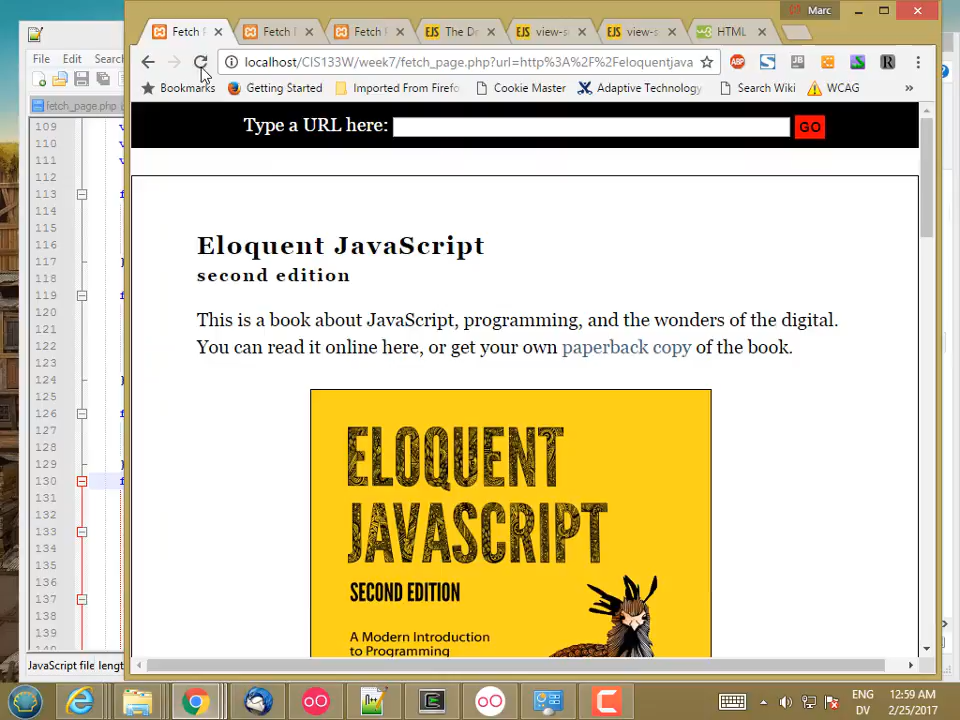 Marc
Fetch
Fetch
Fetch
The De
view-s
view-s
HTML
File Edit Search
localhost/CIS133W/week7/fetch_page.php?url=http%3A%2F%2Feloquentjava
ABP
JB
S
R
Bookmarks
Getting Started
Imported From Firefo
Cookie Master
Adaptive Technology
Search Wiki
WCAG
»
fetch_page.php
Type a URL here:
GO
109
110
111
112
113
114
115
116
117
118
119
120
121
122
123
124
125
126
127
128
129
130
131
132
133
134
135
136
137
138
139
Eloquent JavaScript
second edition
This is a book about JavaScript, programming, and the wonders of the digital.
You can read it online here, or get your own paperback copy of the book.
ELOQUENT
JAVASCRIPT
SECOND EDITION
A Modern Introduction
to Programming
JavaScript file lengt
ENG
DV
12:59 AM
2/25/2017